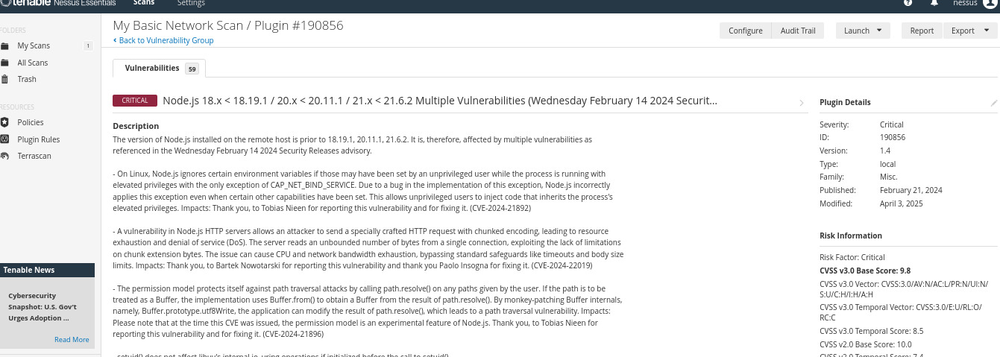 tenable Nessus Essentials
Scans
Settings
nessus
FOLDERS
My Scans
1
All Scans
Trash
RESOURCES
Policies
Plugin Rules
Terrascan
Tenable News
Cybersecurity
Snapshot: U.S. Gov't
Urges Adoption ...
Read More
My Basic Network Scan / Plugin #190856
Back to Vulnerability Group
Configure
Audit Trail
Launch
Report
Export
Vulnerabilities 59
CRITICAL
Node.js 18.x < 18.19.1 / 20.x < 20.11.1 / 21.x < 21.6.2 Multiple Vulnerabilities (Wednesday February 14 2024 Securit...
Description
The version of Node.js installed on the remote host is prior to 18.19.1, 20.11.1, 21.6.2. It is, therefore, affected by multiple vulnerabilities as
referenced in the Wednesday February 14 2024 Security Releases advisory.
- On Linux, Node.js ignores certain environment variables if those may have been set by an unprivileged user while the process is running with
elevated privileges with the only exception of CAP_NET_BIND_SERVICE. Due to a bug in the implementation of this exception, Node.js incorrectly
applies this exception even when certain other capabilities have been set. This allows unprivileged users to inject code that inherits the process's
elevated privileges. Impacts: Thank you, to Tobias Nieen for reporting this vulnerability and for fixing it. (CVE-2024-21892)
- A vulnerability in Node.js HTTP servers allows an attacker to send a specially crafted HTTP request with chunked encoding, leading to resource
exhaustion and denial of service (DoS). The server reads an unbounded number of bytes from a single connection, exploiting the lack of limitations
on chunk extension bytes. The issue can cause CPU and network bandwidth exhaustion, bypassing standard safeguards like timeouts and body size
limits. Impacts: Thank you, to Bartek Nowotarski for reporting this vulnerability and thank you Paolo Insogna for fixing it. (CVE-2024-22019)
- The permission model protects itself against path traversal attacks by calling path.resolve() on any paths given by the user. If the path is to be
treated as a Buffer, the implementation uses Buffer.from() to obtain a Buffer from the result of path.resolve(). By monkey-patching Buffer internals,
namely, Buffer.prototype.utf8Write, the application can modify the result of path.resolve(), which leads to a path traversal vulnerability. Impacts:
Please note that at the time this CVE was issued, the permission model is an experimental feature of Node.js. Thank you, to Tobias Nieen for
reporting this vulnerability and for fixing it. (CVE-2024-21896)
- setuid() does not affect libuv's internal io_uring operations if initialized before the call to setuid().
Plugin Details
Severity: Critical
ID: 190856
Version: 1.4
Type: local
Family: Misc.
Published: February 21, 2024
Modified: April 3, 2025
Risk Information
Risk Factor: Critical
CVSS v3.0 Base Score: 9.8
CVSS v3.0 Vector: CVSS:3.0/AV:N/AC:L/PR:N/UI:N/
S:U/C:H/I:H/A:H
CVSS v3.0 Temporal Vector: CVSS:3.0/E:U/RL:O/
RC:C
CVSS v3.0 Temporal Score: 8.5
CVSS v2.0 Base Score: 10.0
CVSS v2.0 Temporal Score: 7.4